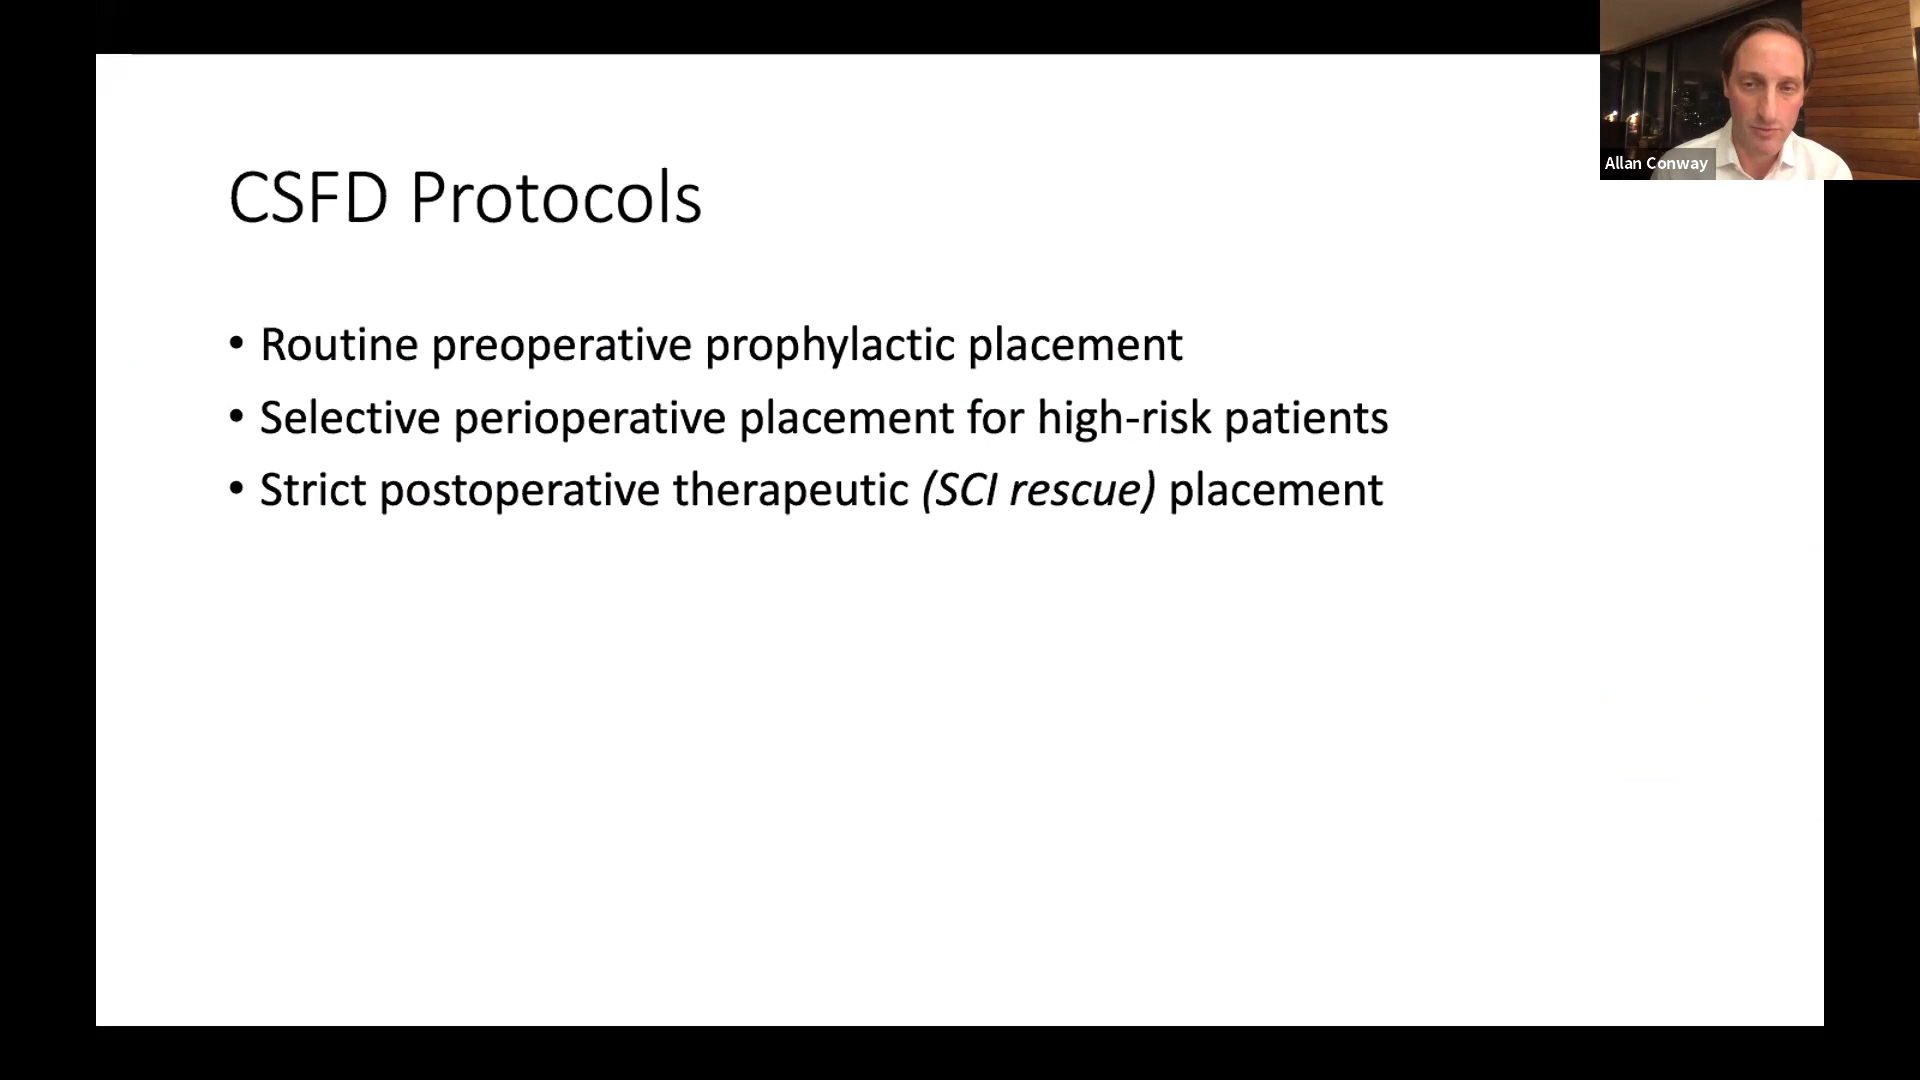 Allan Conway
CSFD Protocols
• Routine preoperative prophylactic placement
• Selective perioperative placement for high-risk patients
• Strict postoperative therapeutic (SCI rescue) placement